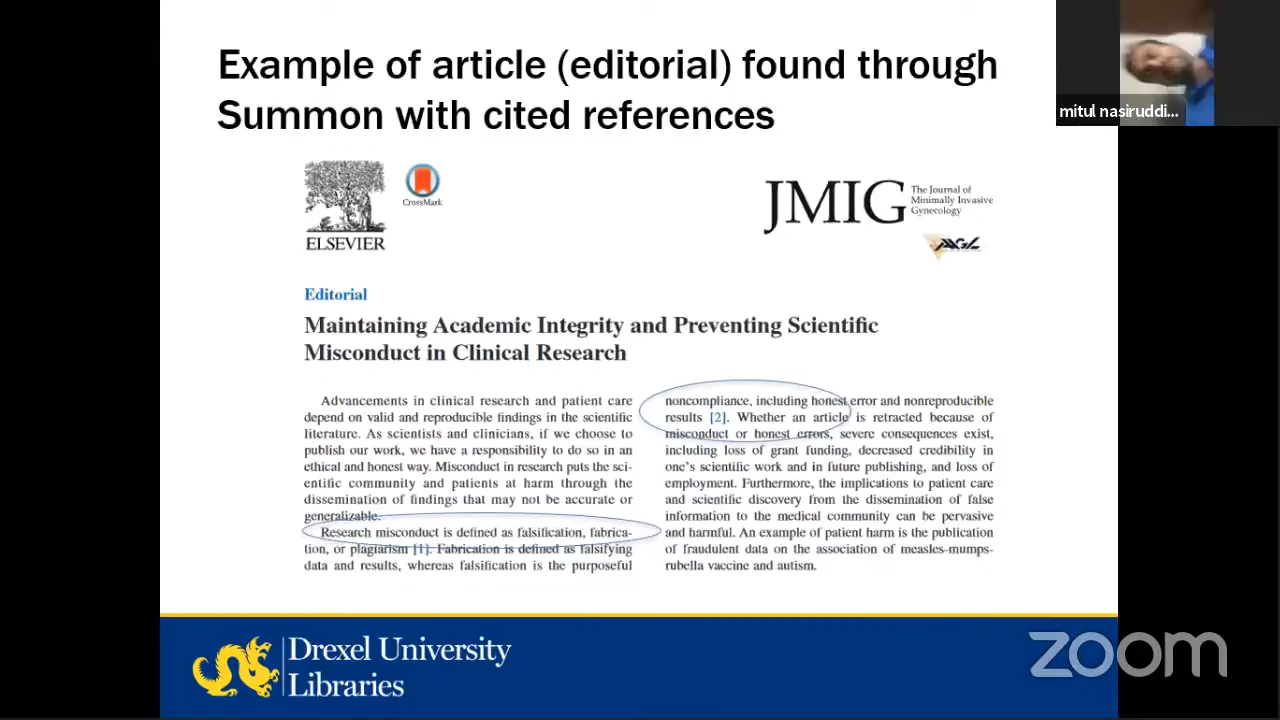 Example of article (editorial) found through
Summon with cited references
mitul nasiruddi...
ELSEVIER
CrossMark
JMIG
The Journal of
Minimally Invasive
Gynecology
AAGL
Editorial
Maintaining Academic Integrity and Preventing Scientific
Misconduct in Clinical Research
Advancements in clinical research and patient care
depend on valid and reproducible findings in the scientific
literature. As scientists and clinicians, if we choose to
publish our work, we have a responsibility to do so in an
ethical and honest way. Misconduct in research puts the sci-
entific community and patients at harm through the
dissemination of findings that may not be accurate or
generalizable.
Research misconduct is defined as falsification, fabrica-
tion, or plagiarism [1]. Fabrication is defined as falsifying
data and results, whereas falsification is the purposeful
noncompliance, including honest error and nonreproducible
results [2]. Whether an article is retracted because of
misconduct or honest errors, severe consequences exist,
including loss of grant funding, decreased credibility in
one's scientific work and in future publishing, and loss of
employment. Furthermore, the implications to patient care
and scientific discovery from the dissemination of false
information to the medical community can be pervasive
and harmful. An example of patient harm is the publication
of fraudulent data on the association of measles-mumps-
rubella vaccine and autism.
Drexel University
Libraries
zoom